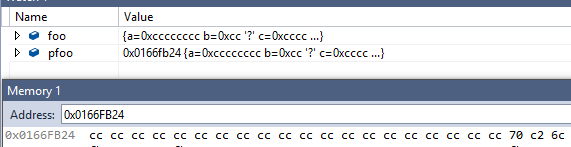 Name Value
foo {a=0xcccccccc b=0xcc '?' c=0xcccc ...}
pfoo 0x0166fb24 {a=0xcccccccc b=0xcc '?' c=0xcccc ...}
Memory 1
Address: 0x0166FB24
0x0166FB24 cc cc cc cc cc cc cc cc cc cc cc cc cc cc cc cc cc cc cc cc 70 c2 6c